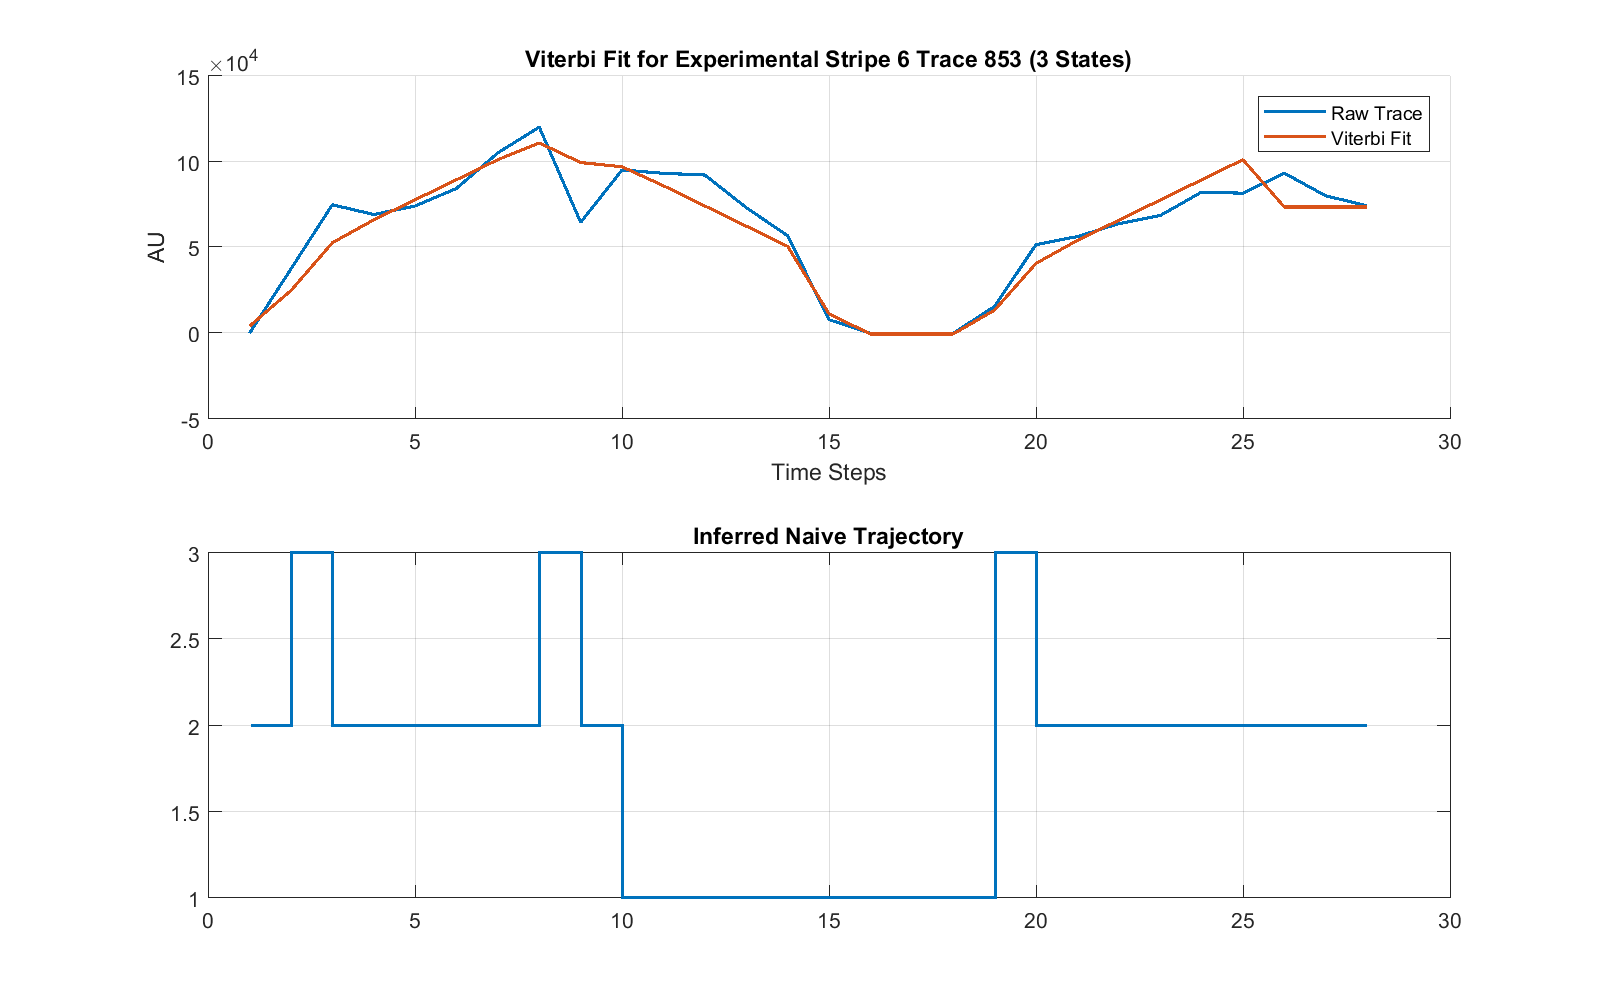 Viterbi Fit for Experimental Stripe 6 Trace 853 (3 States)
×10⁴
15
10
5
0
-5
AU
Raw Trace
Viterbi Fit
0 5 10 15 20 25 30
Time Steps
Inferred Naive Trajectory
3
2.5
2
1.5
1
0 5 10 15 20 25 30